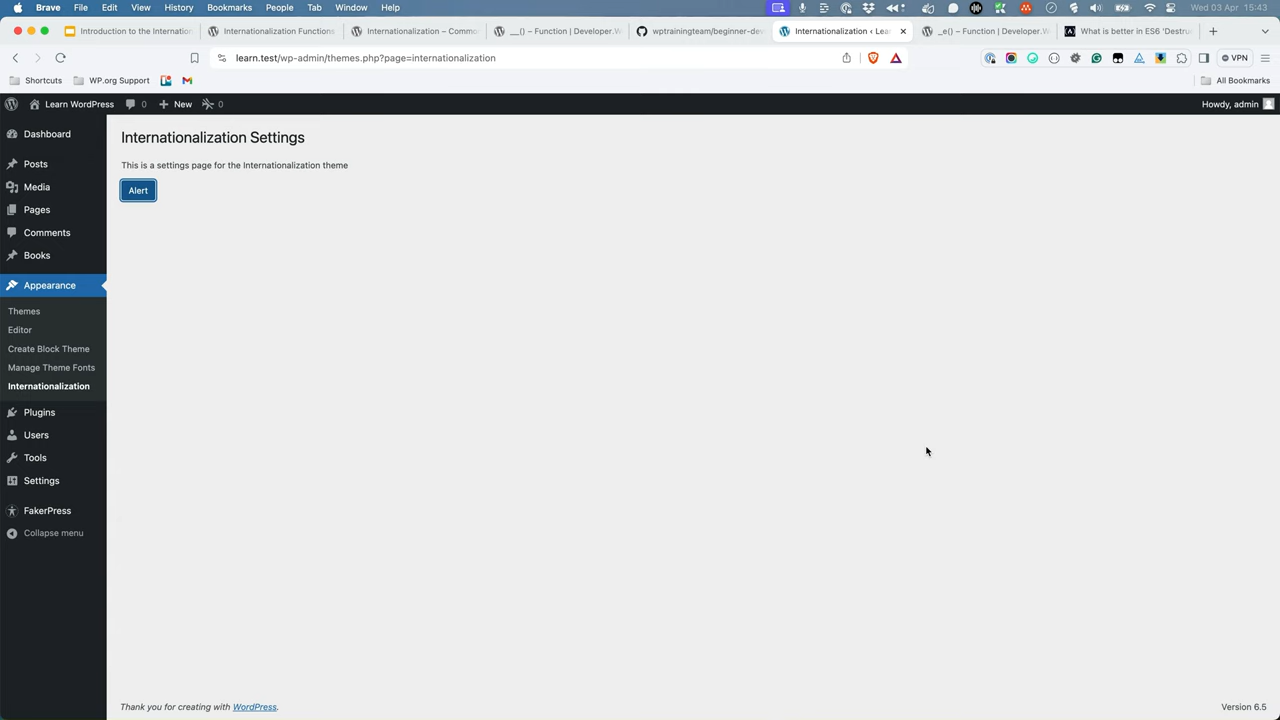 Brave File Edit View History Bookmarks People Tab Window Help Wed 03 Apr 15:43
Introduction to the Internation Internationalization Functions Internationalization – Commo __() – Function | Developer.W wptrainingteam/beginner-dev Internationalization ‹ Lea _e() – Function | Developer.W What is better in ES6 'Destru
learn.test/wp-admin/themes.php?page=internationalization VPN
Shortcuts WP.org Support All Bookmarks
Learn WordPress 0 New 0 Howdy, admin
Dashboard
Posts
Media
Pages
Comments
Books
Appearance
Themes
Editor
Create Block Theme
Manage Theme Fonts
Internationalization
Plugins
Users
Tools
Settings
FakerPress
Collapse menu
Internationalization Settings
This is a settings page for the Internationalization theme
Alert
Thank you for creating with WordPress. Version 6.5